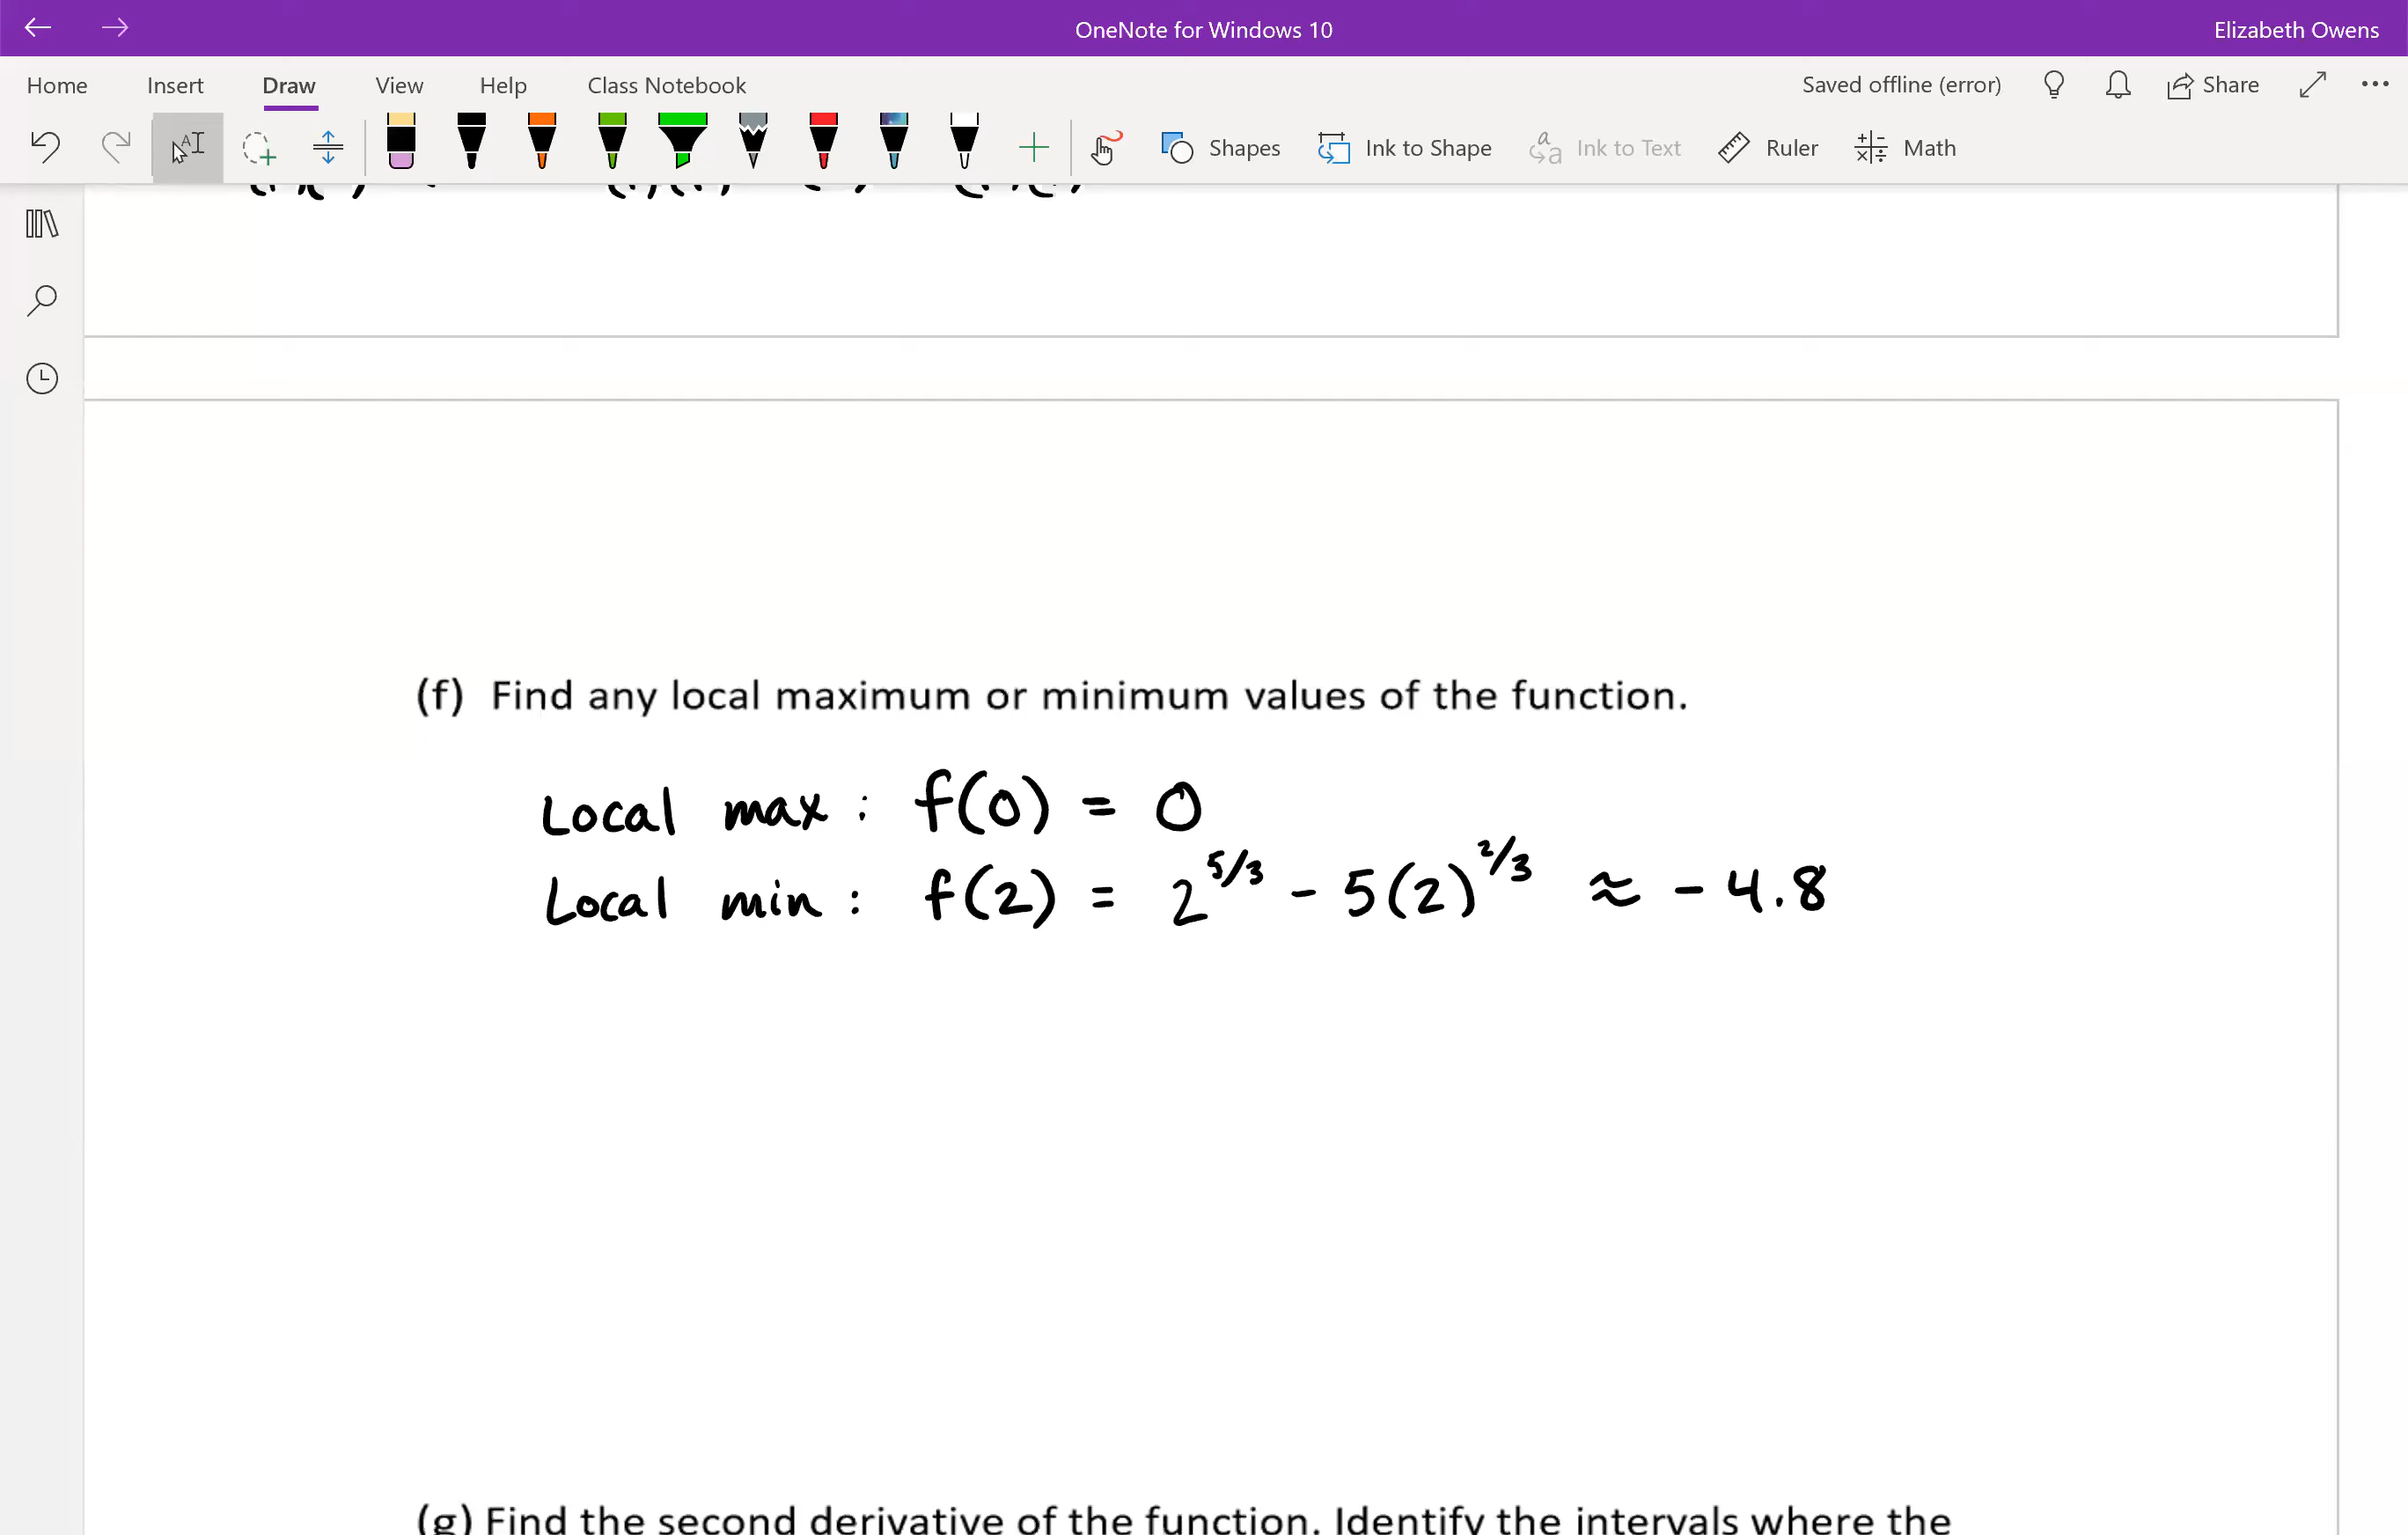 OneNote for Windows 10
Elizabeth Owens
Home Insert Draw View Help Class Notebook
Saved offline (error) Share
Shapes Ink to Shape Ink to Text Ruler Math
(f) Find any local maximum or minimum values of the function.
Local max : f(0) = 0
Local min : f(2) = 2^5/3 - 5(2)^2/3 ≈ -4.8
(g) Find the second derivative of the function. Identify the intervals where the